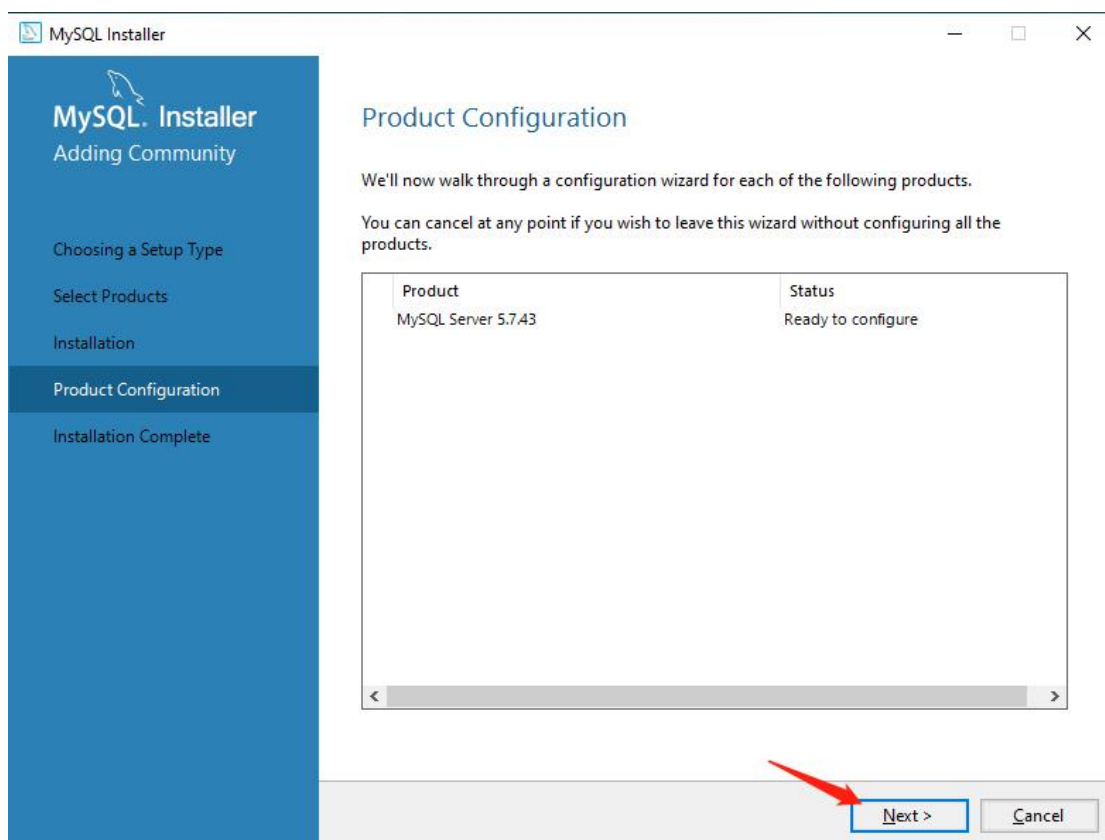 MySQL Installer
MySQL. Installer
Adding Community
Choosing a Setup Type
Select Products
Installation
Product Configuration
Installation Complete
Product Configuration
We'll now walk through a configuration wizard for each of the following products.
You can cancel at any point if you wish to leave this wizard without configuring all the
products.
Product Status
MySQL Server 5.7.43 Ready to configure
Next > Cancel